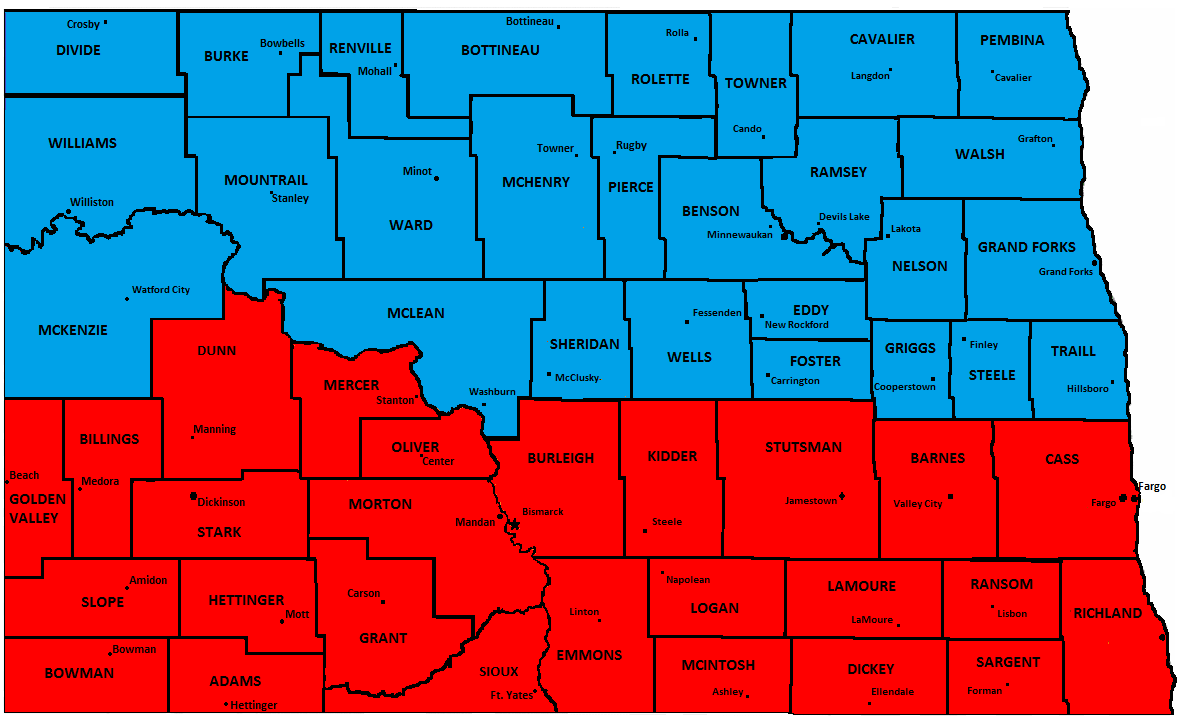 Crosby
DIVIDE
BURKE
Bowbells
RENVILLE
Mohall
Bottineau
BOTTINEAU
Rolla
ROLETTE
TOWNER
Cando
CAVALIER
Langdon
PEMBINA
Cavalier
WILLIAMS
Williston
MOUNTRAIL
Stanley
Minot
WARD
Towner
MCHENRY
Rugby
PIERCE
BENSON
Minnewaukan
RAMSEY
Devils Lake
WALSH
Grafton
Lakota
NELSON
GRAND FORKS
Grand Forks
Watford City
MCKENZIE
DUNN
Manning
MCLEAN
Washburn
MERCER
Stanton
SHERIDAN
McClusky
Fessenden
WELLS
EDDY
New Rockford
FOSTER
Carrington
GRIGGS
Cooperstown
Finley
STEELE
TRAILL
Hillsboro
BILLINGS
Medora
Beach
GOLDEN
VALLEY
OLIVER
Center
Dickinson
STARK
MORTON
Mandan
Bismarck
BURLEIGH
KIDDER
Steele
STUTSMAN
Jamestown
BARNES
Valley City
CASS
Fargo
Fargo
Amidon
SLOPE
HETTINGER
Mott
Carson
GRANT
Linton
EMMONS
Napolean
LOGAN
LAMOURE
LaMoure
RANSOM
Lisbon
RICHLAND
Bowman
BOWMAN
ADAMS
Hettinger
SIOUX
Ft. Yates
MCINTOSH
Ashley
DICKEY
Ellendale
SARGENT
Forman